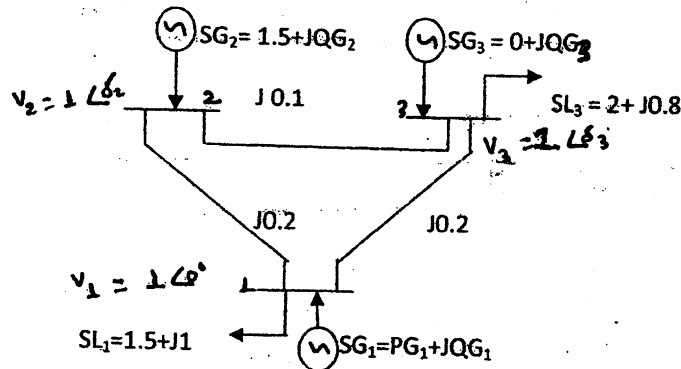 SG₂= 1.5+JQG₂
SG₃ = 0+JQG3
V₂ = 1 ∠δ₂
2
J 0.1
3
SL₃ = 2+ J0.8
V₃ = 1. ∠δ₃
J0.2
J0.2
V₁ = 1 ∠0°
1
SL₁=1.5+J1
SG₁=PG₁+JQG₁